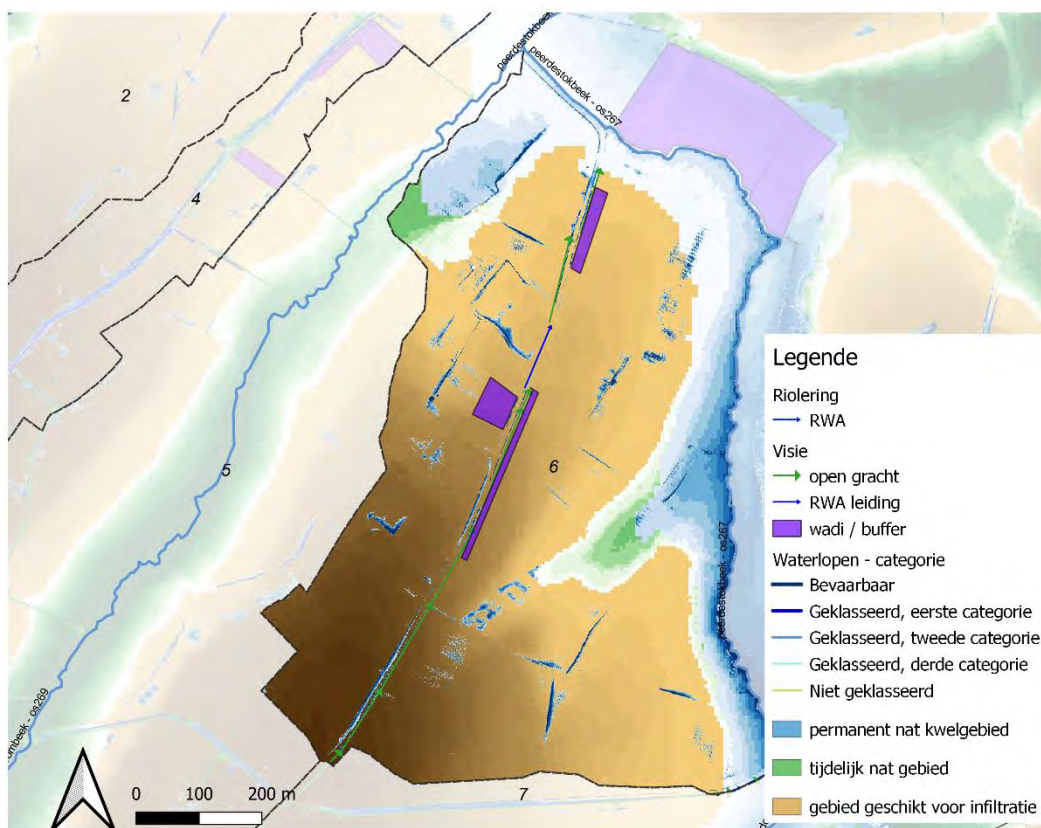 peerdestokbeek
peerdestokbeek - os267
2
4
5
6
7
peerdestokbeek - os267
ombeek - os269
0 100 200 m
Legende
Riolering
RWA
Visie
open gracht
RWA leiding
wadi / buffer
Waterlopen - categorie
Bevaarbaar
Geklasseerd, eerste categorie
Geklasseerd, tweede categorie
Geklasseerd, derde categorie
Niet geklasseerd
permanent nat kwelgebied
tijdelijk nat gebied
gebied geschikt voor infiltratie